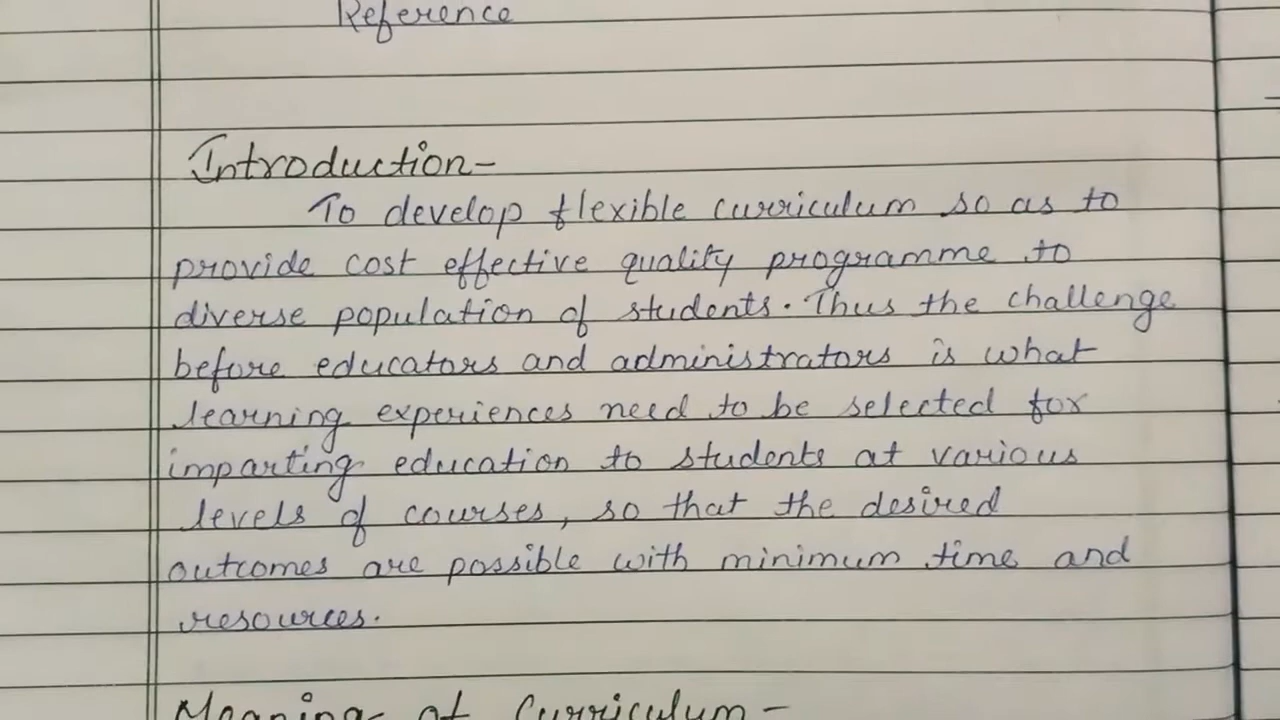 Reference
Introduction-
To develop flexible curriculum so as to
provide cost effective quality programme to
diverse population of students. Thus the challenge
before educators and administrators is what
learning experiences need to be selected for
imparting education to students at various
levels of courses, so that the desired
outcomes are possible with minimum time and
resources.
Meaning of Curriculum-